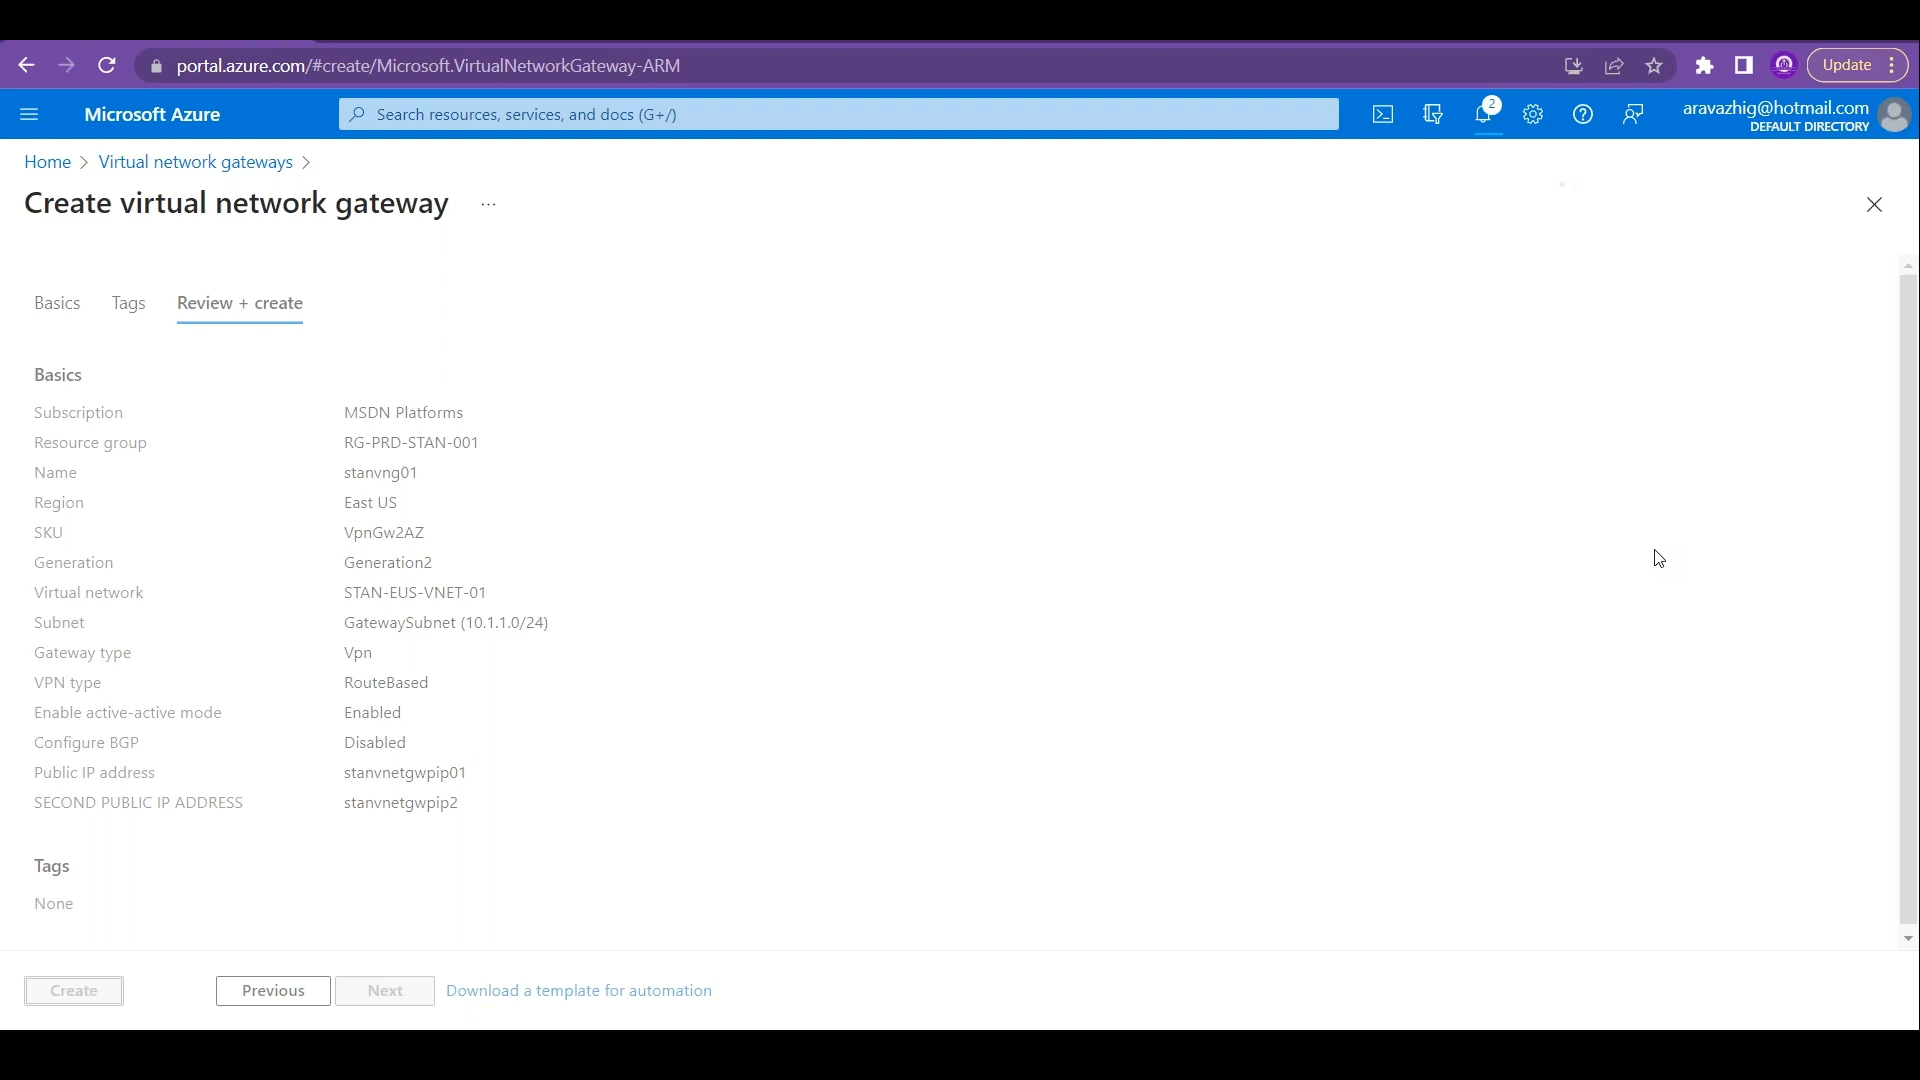 portal.azure.com/#create/Microsoft.VirtualNetworkGateway-ARM
Update
Microsoft Azure
Search resources, services, and docs (G+/)
2
aravazhig@hotmail.com
DEFAULT DIRECTORY
Home > Virtual network gateways >
Create virtual network gateway ...
Basics Tags Review + create
Basics
Subscription MSDN Platforms
Resource group RG-PRD-STAN-001
Name stanvng01
Region East US
SKU VpnGw2AZ
Generation Generation2
Virtual network STAN-EUS-VNET-01
Subnet GatewaySubnet (10.1.1.0/24)
Gateway type Vpn
VPN type RouteBased
Enable active-active mode Enabled
Configure BGP Disabled
Public IP address stanvnetgwpip01
SECOND PUBLIC IP ADDRESS stanvnetgwpip2
Tags
None
Create Previous Next Download a template for automation